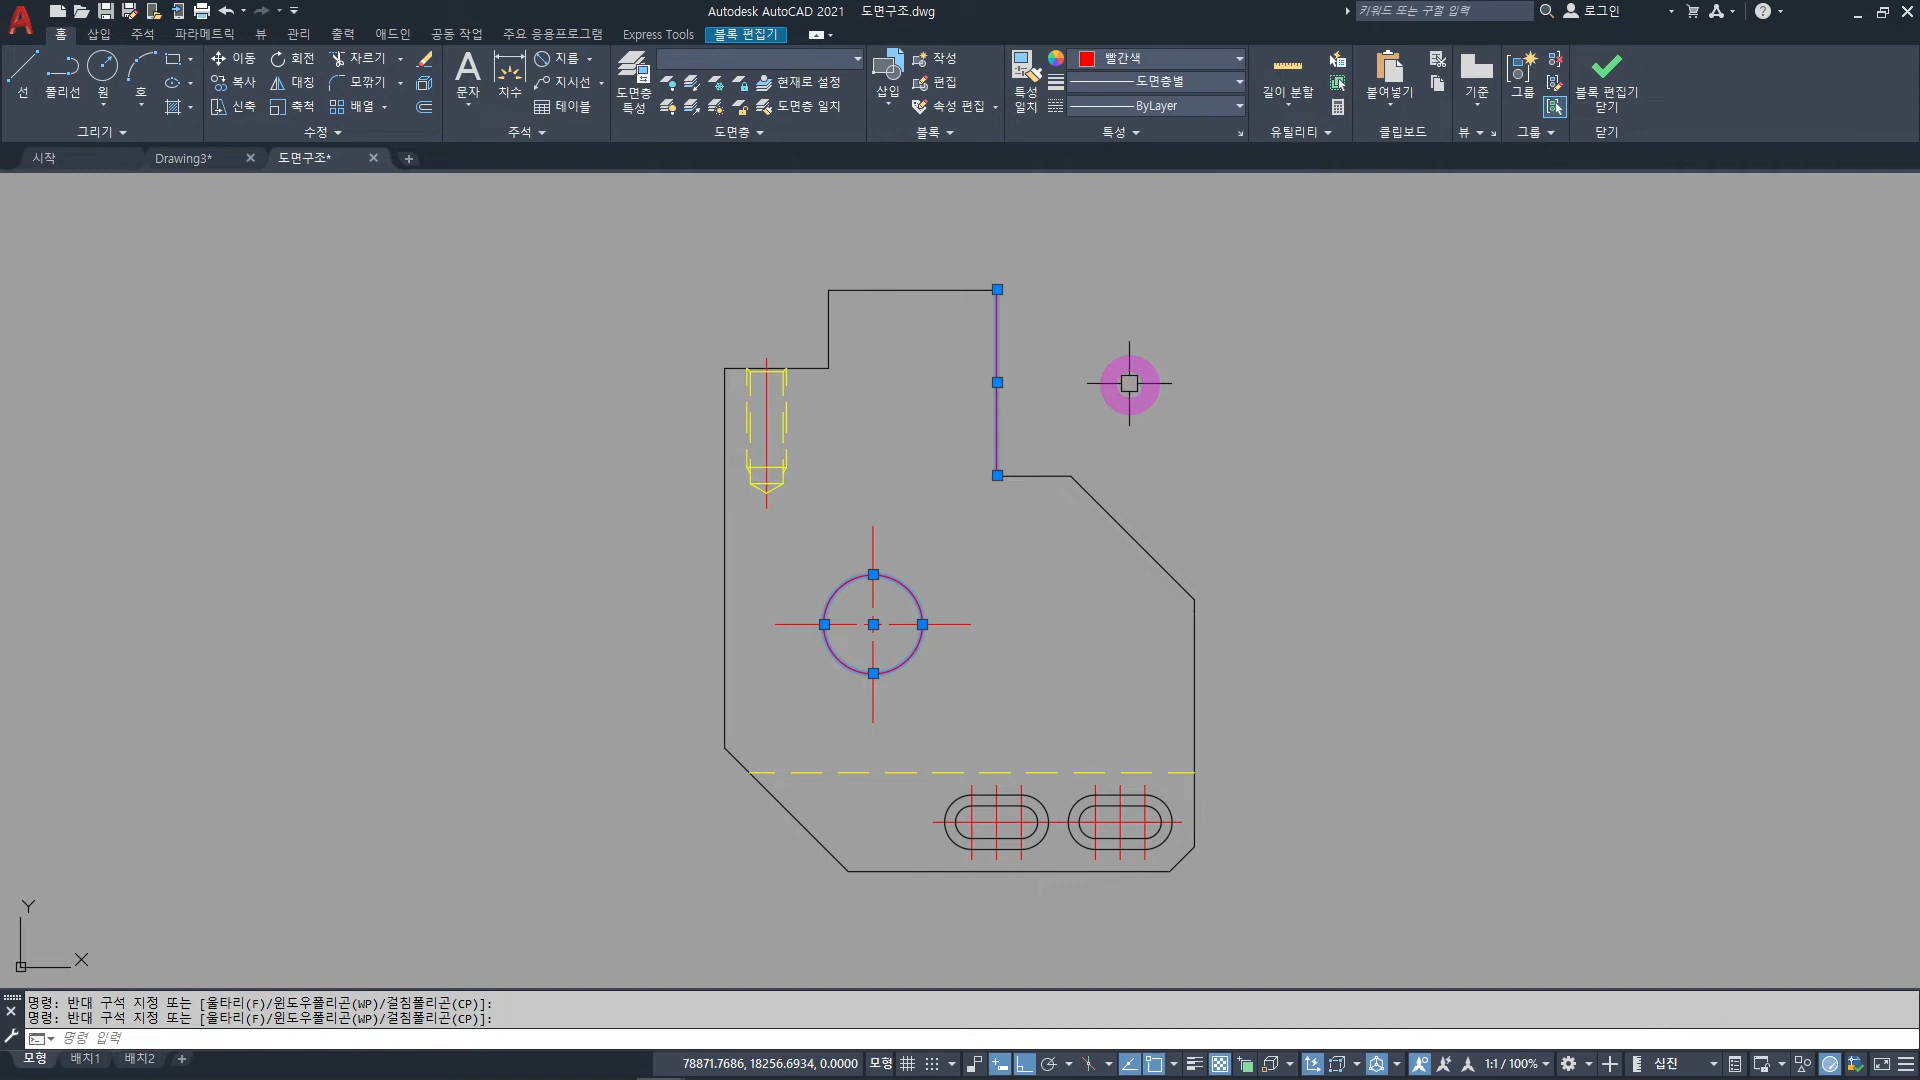 Autodesk AutoCAD 2021 도면구조.dwg
키워드 또는 구절 입력
로그인
홈 삽입 주석 파라메트릭 뷰 관리 출력 애드인 공동 작업 주요 응용프로그램 Express Tools 블록 편집기
선 폴리선 원 호
이동 회전 자르기
복사 대칭 모깎기
신축 축척 배열
문자 치수
지름
지시선
테이블
도면층 특성
현재로 설정
도면층 일치
삽입
작성
편집
속성 편집
특성 일치
빨간색
도면층별
ByLayer
길이 분할
붙여넣기
기준
그룹
블록 편집기 닫기
그리기 수정 주석 도면층 블록 특성 유틸리티 클립보드 뷰 그룹 닫기
시작 Drawing3* 도면구조*
Y
X
명령: 반대 구석 지정 또는 [울타리(F)/윈도우폴리곤(WP)/걸침폴리곤(CP)]:
명령: 반대 구석 지정 또는 [울타리(F)/윈도우폴리곤(WP)/걸침폴리곤(CP)]:
명령 입력
모형 배치1 배치2 +
78871.7686, 18256.6934, 0.0000 모형 1:1 / 100% 십진